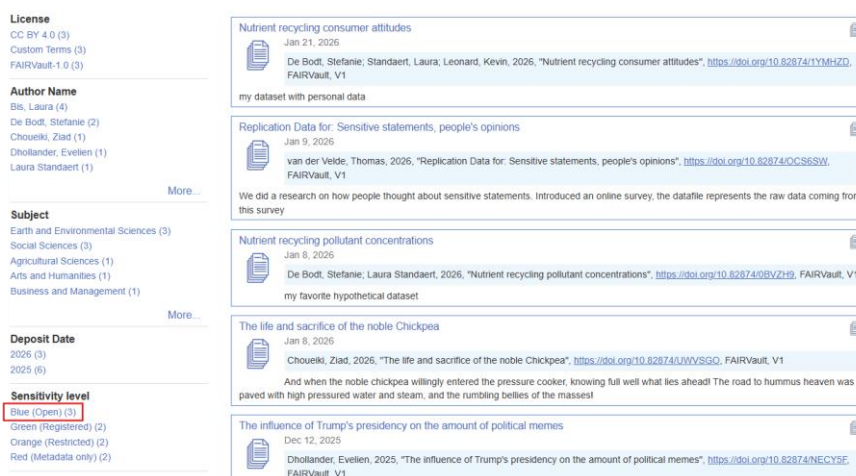 License
CC BY 4.0 (3)
Custom Terms (3)
FAIRVault-1.0 (3)
Author Name
Bis, Laura (4)
De Bodt, Stefanie (2)
Choueiki, Ziad (1)
Dhollander, Evelien (1)
Laura Standaert (1)
More...
Subject
Earth and Environmental Sciences (3)
Social Sciences (3)
Agricultural Sciences (1)
Arts and Humanities (1)
Business and Management (1)
More...
Deposit Date
2026 (3)
2025 (6)
Sensitivity level
Blue (Open) (3)
Green (Registered) (2)
Orange (Restricted) (2)
Red (Metadata only) (2)
Nutrient recycling consumer attitudes
Jan 21, 2026
De Bodt, Stefanie; Standaert, Laura; Leonard, Kevin, 2026, "Nutrient recycling consumer attitudes", https://doi.org/10.82874/1YMHZD,
FAIRVault, V1
my dataset with personal data
Replication Data for: Sensitive statements, people's opinions
Jan 9, 2026
van der Velde, Thomas, 2026, "Replication Data for: Sensitive statements, people's opinions", https://doi.org/10.82874/OCS6SW,
FAIRVault, V1
We did a research on how people thought about sensitive statements. Introduced an online survey, the datafile represents the raw data coming from
this survey
Nutrient recycling pollutant concentrations
Jan 8, 2026
De Bodt, Stefanie; Laura Standaert, 2026, "Nutrient recycling pollutant concentrations", https://doi.org/10.82874/0BVZH9, FAIRVault, V1
my favorite hypothetical dataset
The life and sacrifice of the noble Chickpea
Jan 8, 2026
Choueiki, Ziad, 2026, "The life and sacrifice of the noble Chickpea", https://doi.org/10.82874/UWVSGO, FAIRVault, V1
And when the noble chickpea willingly entered the pressure cooker, knowing full well what lies ahead! The road to hummus heaven was
paved with high pressured water and steam, and the rumbling bellies of the masses!
The influence of Trump's presidency on the amount of political memes
Dec 12, 2025
Dhollander, Evelien, 2025, "The influence of Trump's presidency on the amount of political memes", https://doi.org/10.82874/NECY5F,
FAIRVault, V1